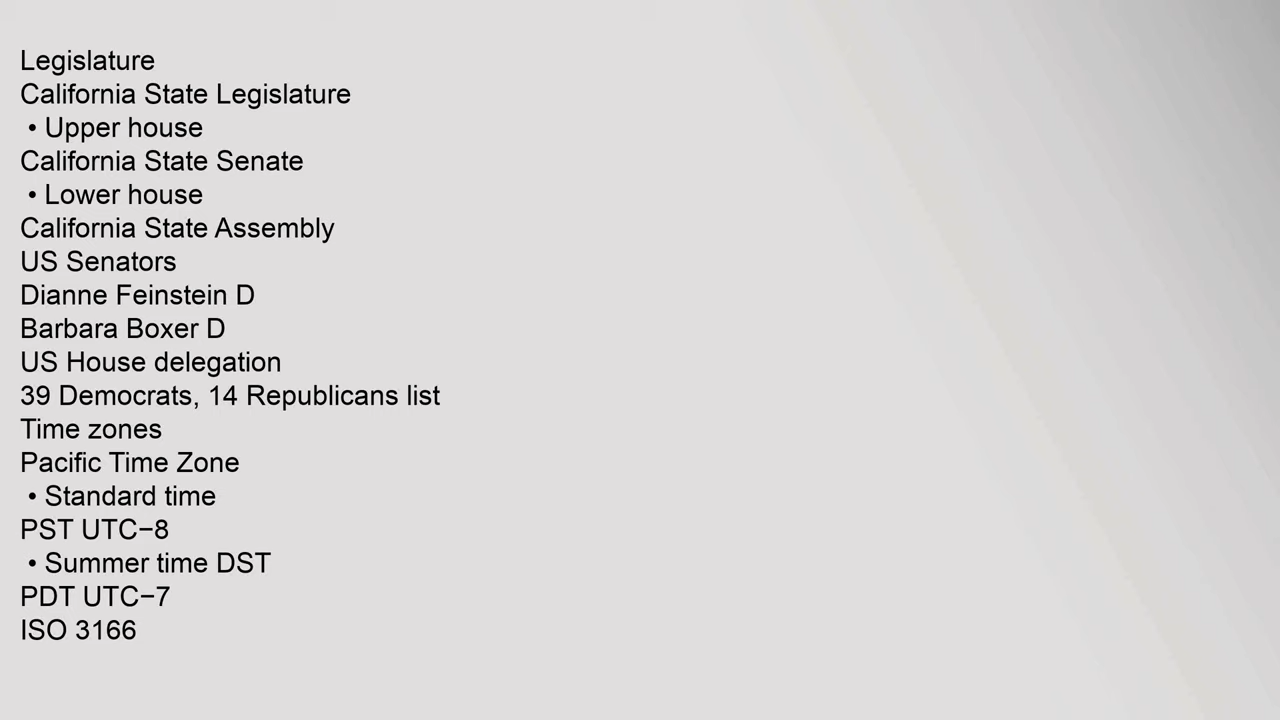 Legislature
California State Legislature
• Upper house
California State Senate
• Lower house
California State Assembly
US Senators
Dianne Feinstein D
Barbara Boxer D
US House delegation
39 Democrats, 14 Republicans list
Time zones
Pacific Time Zone
• Standard time
PST UTC−8
• Summer time DST
PDT UTC−7
ISO 3166